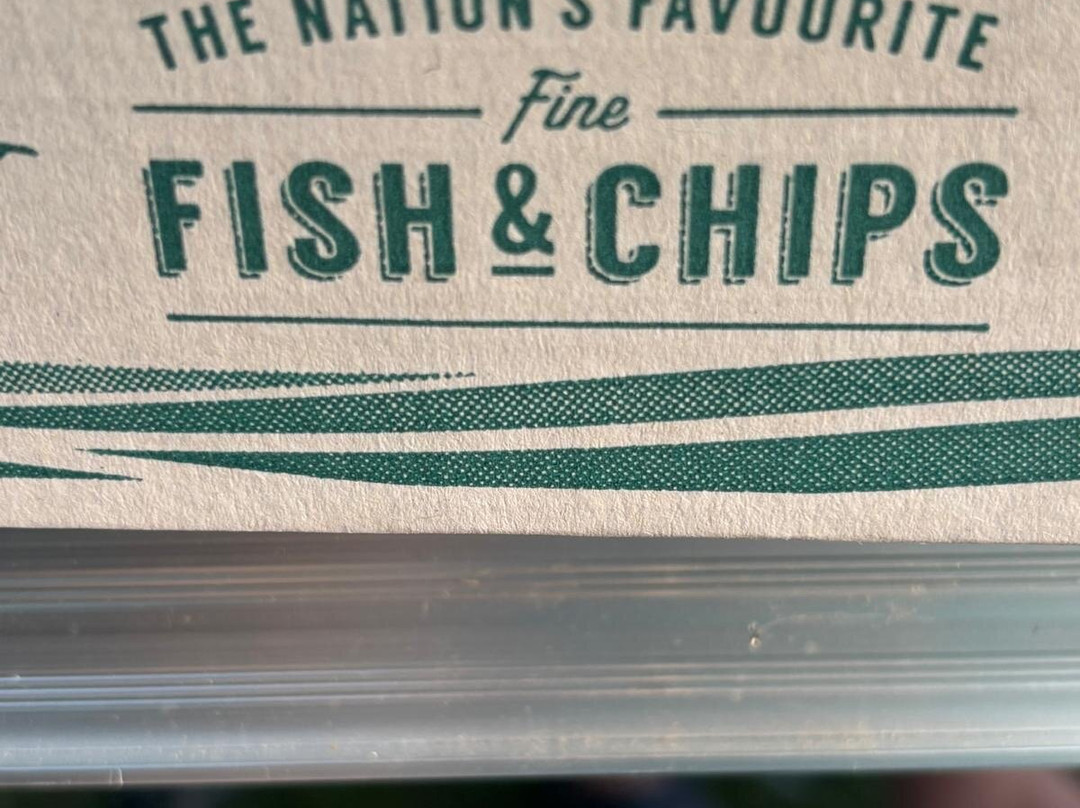 THE NATION'S FAVOURITE
Fine
FISH & CHIPS